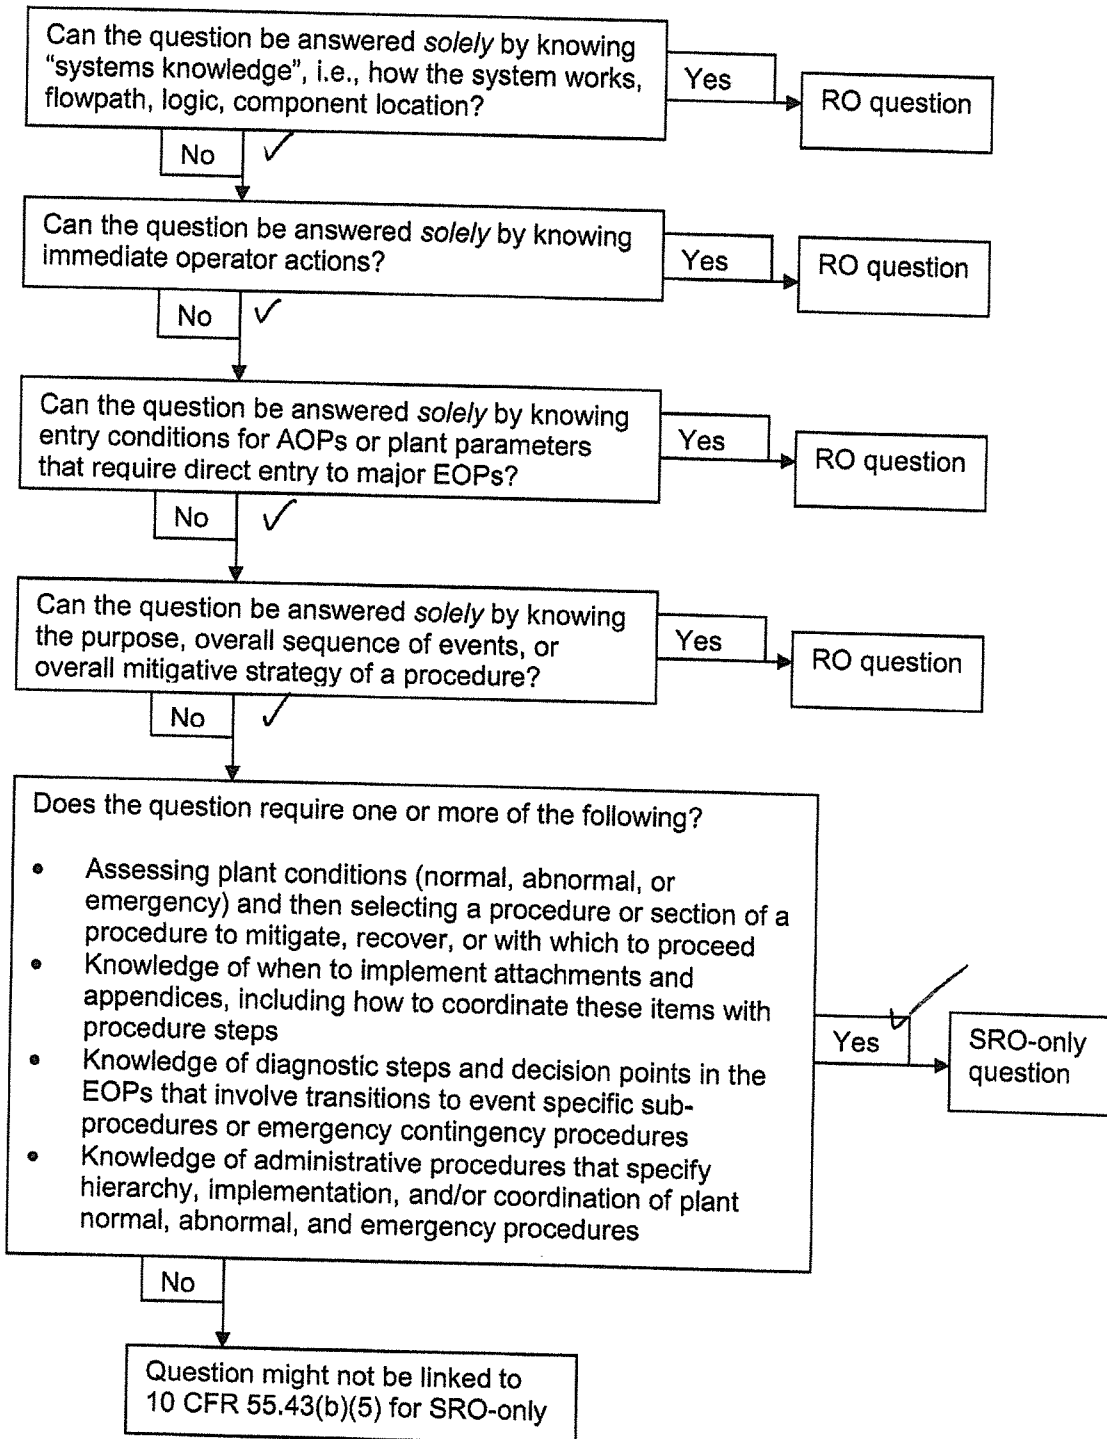 Can the question be answered solely by knowing
"systems knowledge", i.e., how the system works,
flowpath, logic, component location?
Yes
RO question
No
Can the question be answered solely by knowing
immediate operator actions?
Yes
RO question
No
Can the question be answered solely by knowing
entry conditions for AOPs or plant parameters
that require direct entry to major EOPs?
Yes
RO question
No
Can the question be answered solely by knowing
the purpose, overall sequence of events, or
overall mitigative strategy of a procedure?
Yes
RO question
No
Does the question require one or more of the following?
• Assessing plant conditions (normal, abnormal, or
emergency) and then selecting a procedure or section of a
procedure to mitigate, recover, or with which to proceed
• Knowledge of when to implement attachments and
appendices, including how to coordinate these items with
procedure steps
• Knowledge of diagnostic steps and decision points in the
EOPs that involve transitions to event specific sub-
procedures or emergency contingency procedures
• Knowledge of administrative procedures that specify
hierarchy, implementation, and/or coordination of plant
normal, abnormal, and emergency procedures
Yes
SRO-only
question
No
Question might not be linked to
10 CFR 55.43(b)(5) for SRO-only